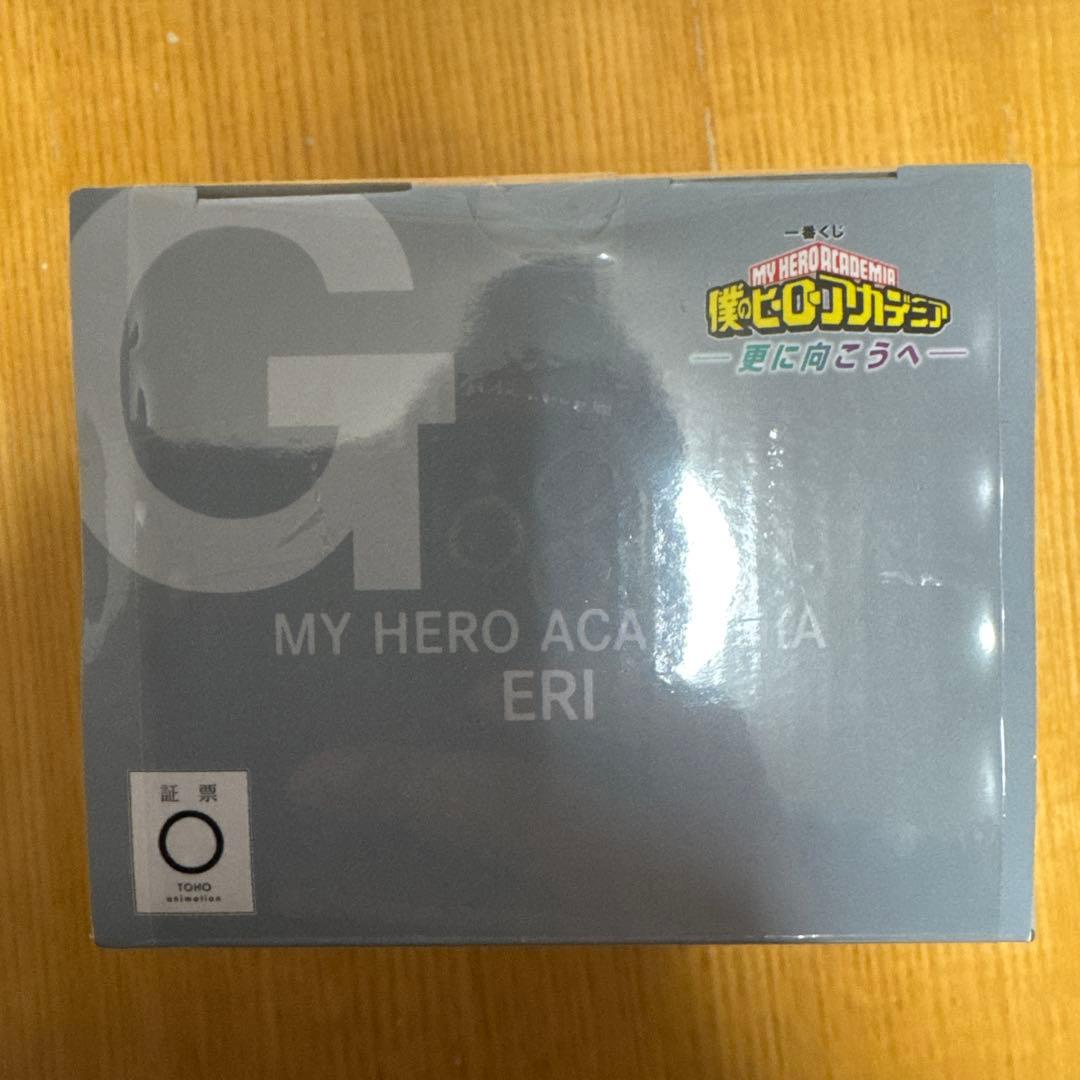 G
一番くじ
MY HERO ACADEMIA
僕のヒーローアカデミア
更に向こうへ
MY HERO ACADEMIA
ERI
証票
TOHO
animation